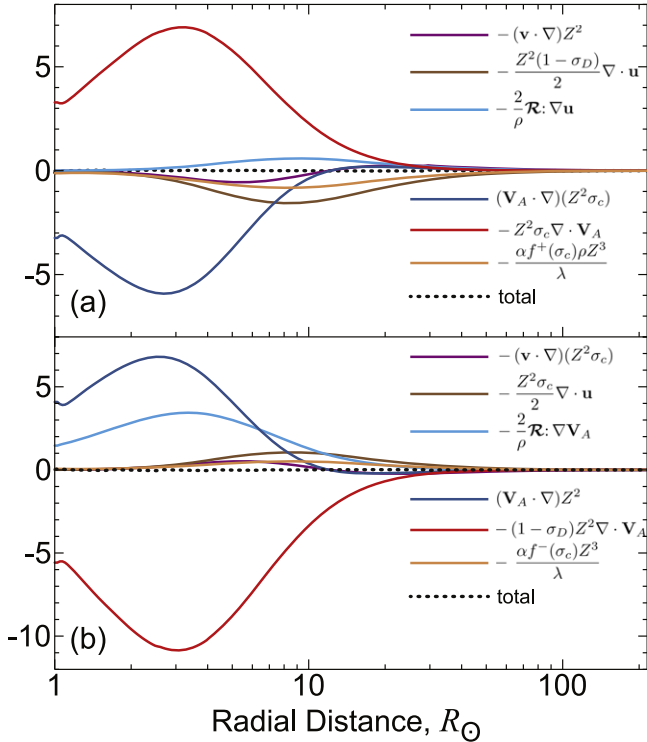 5
0
-5
(a)
−(v · ∇)Z²
−Z²(1 − σ_D)/2 ∇ · u
−2/ρ 𝓡: ∇u
(V_A · ∇)(Z²σ_c)
−Z²σ_c∇ · V_A
−αf⁺(σ_c)ρZ³/λ
total
5
0
-5
-10
(b)
−(v · ∇)(Z²σ_c)
−Z²σ_c/2 ∇ · u
−2/ρ 𝓡: ∇V_A
(V_A · ∇)Z²
−(1 − σ_D)Z²∇ · V_A
−αf⁻(σ_c)Z³/λ
total
1 10 100
Radial Distance, R_⊙